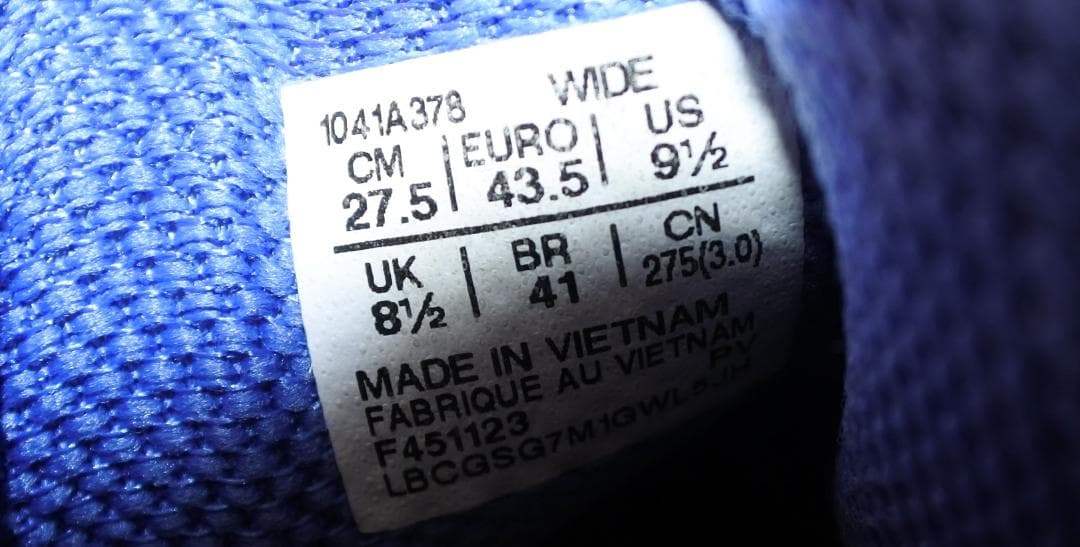 1041A378 WIDE
CM | EURO | US
27.5 | 43.5 | 9½
UK | BR | CN
8½ | 41 | 275(3.0)
MADE IN VIETNAM
FABRIQUE AU VIETNAM
F451123 PY